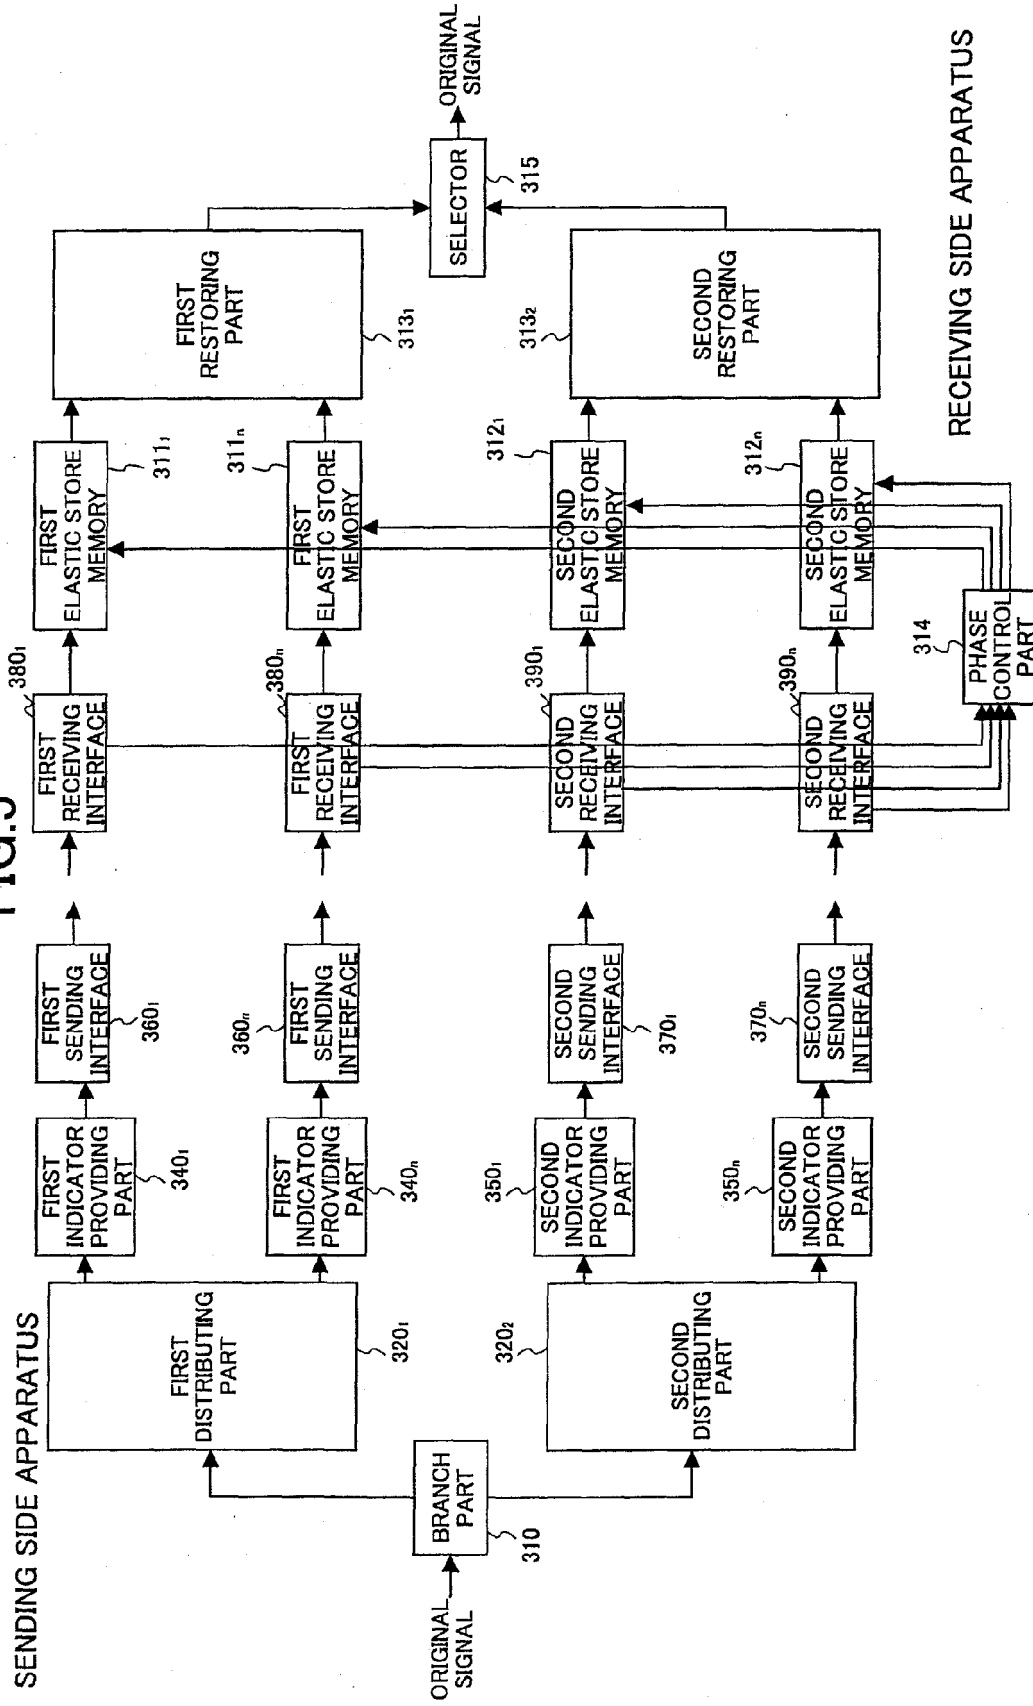 FIG.5
SENDING SIDE APPARATUS
ORIGINAL
SIGNAL
BRANCH
PART
310
FIRST
DISTRIBUTING
PART
320₁
SECOND
DISTRIBUTING
PART
320₂
FIRST
INDICATOR
PROVIDING
PART
340₁
FIRST
INDICATOR
PROVIDING
PART
340ₙ
SECOND
INDICATOR
PROVIDING
PART
350₁
SECOND
INDICATOR
PROVIDING
PART
350ₙ
FIRST
SENDING
INTERFACE
360₁
FIRST
SENDING
INTERFACE
360ₙ
SECOND
SENDING
INTERFACE
370₁
SECOND
SENDING
INTERFACE
370ₙ
FIRST
RECEIVING
INTERFACE
380₁
FIRST
RECEIVING
INTERFACE
380ₙ
SECOND
RECEIVING
INTERFACE
390₁
SECOND
RECEIVING
INTERFACE
390ₙ
FIRST
ELASTIC STORE
MEMORY
311₁
FIRST
ELASTIC STORE
MEMORY
311ₙ
SECOND
ELASTIC STORE
MEMORY
312₁
SECOND
ELASTIC STORE
MEMORY
312ₙ
PHASE
CONTROL
PART
314
FIRST
RESTORING
PART
313₁
SECOND
RESTORING
PART
313₂
SELECTOR
315
ORIGINAL
SIGNAL
RECEIVING SIDE APPARATUS